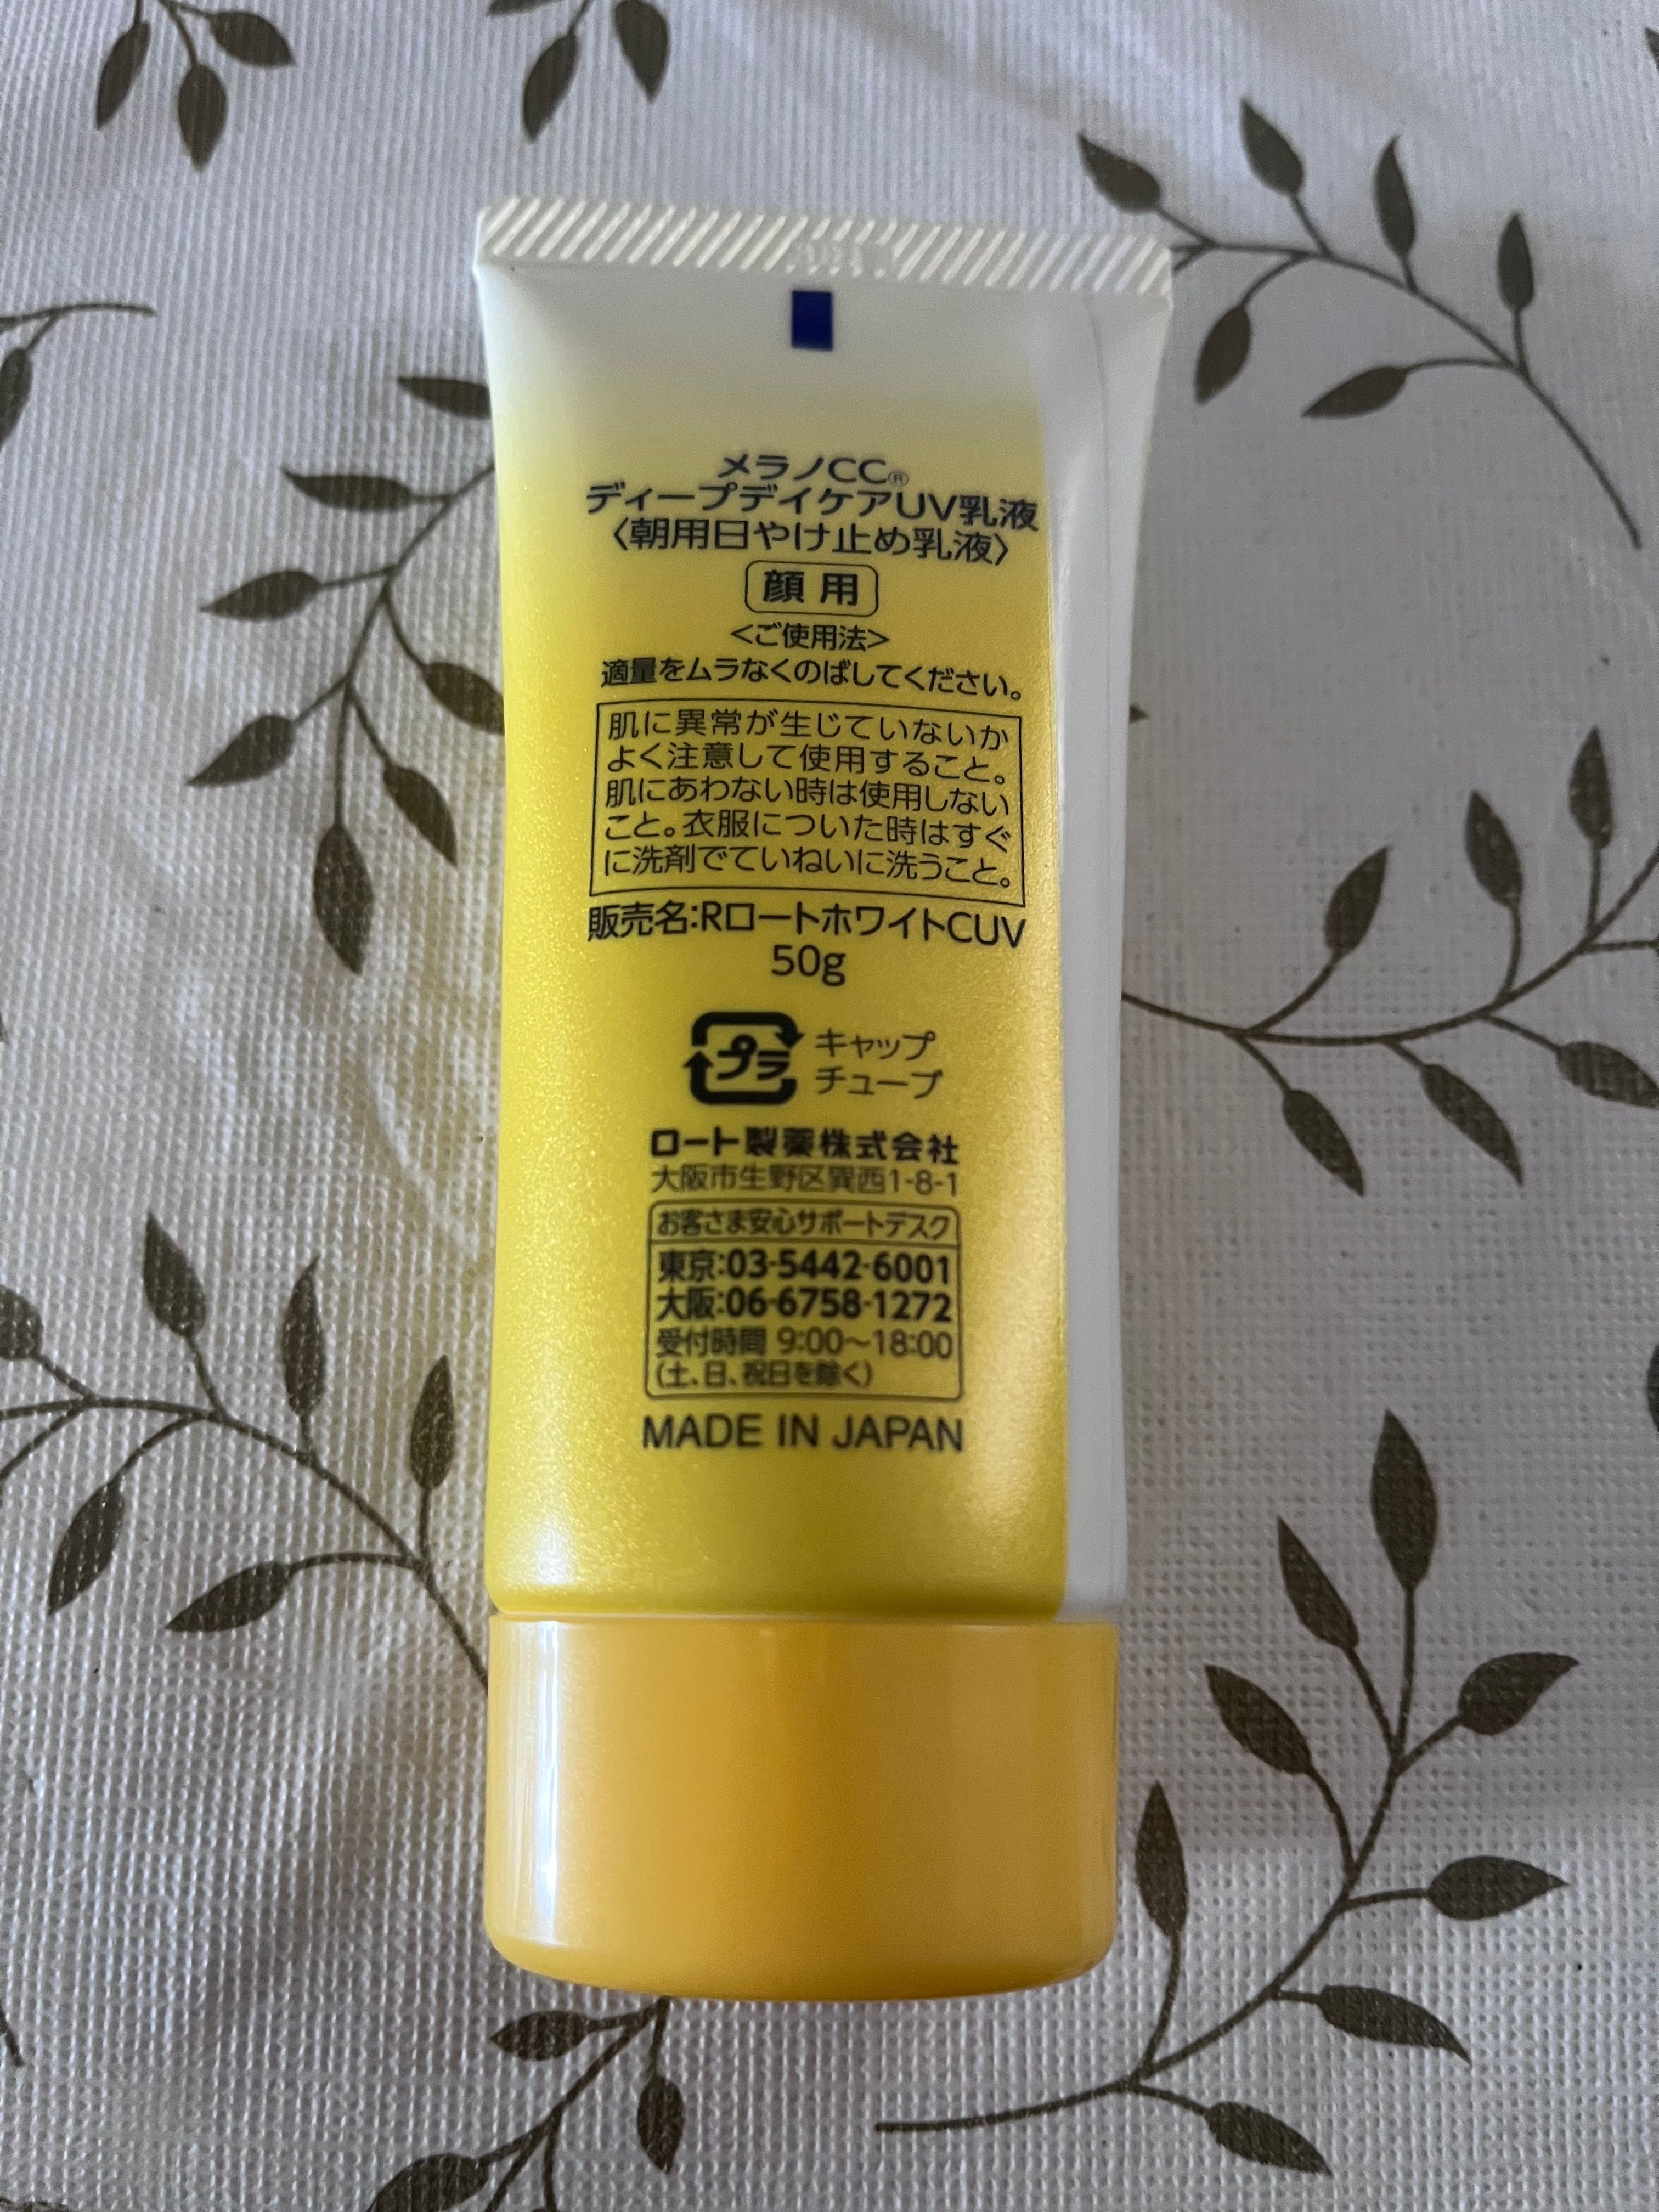 メラノCC®
ディープデイケアUV乳液
〈朝用日やけ止め乳液〉
顔用
<ご使用法>
適量をムラなくのばしてください。
肌に異常が生じていないか
よく注意して使用すること。
肌にあわない時は使用しない
こと。衣服についた時はすぐ
に洗剤でていねいに洗うこと。
販売名:RロートホワイトCUV
50g
プラ キャップ
チューブ
ロート製薬株式会社
大阪市生野区巽西1-8-1
お客さま安心サポートデスク
東京:03-5442-6001
大阪:06-6758-1272
受付時間 9:00〜18:00
(土、日、祝日を除く)
MADE IN JAPAN